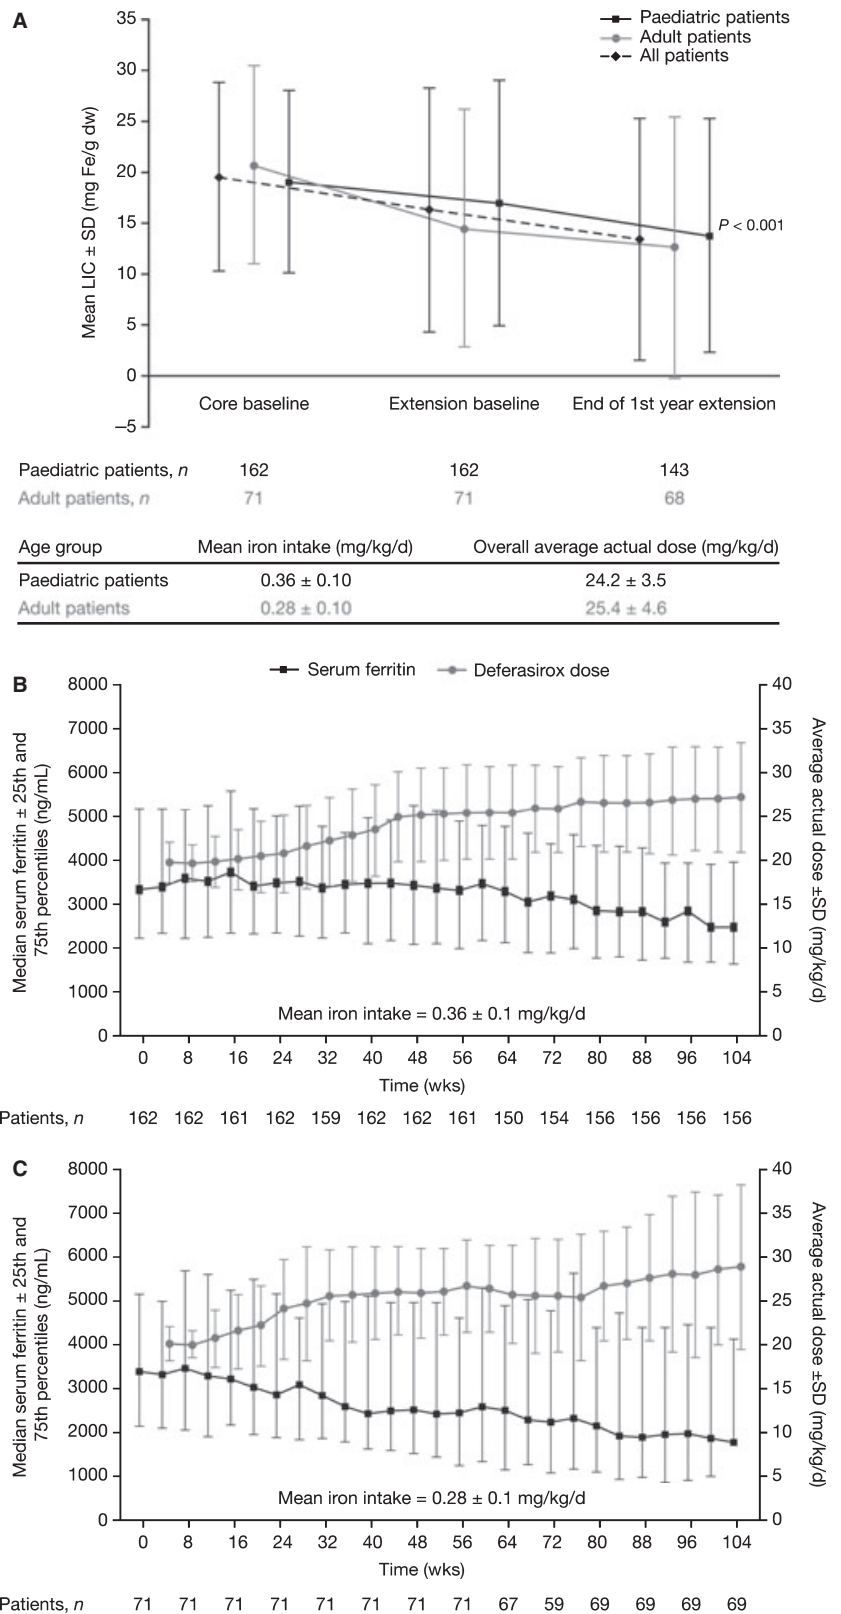 A
Paediatric patients
Adult patients
All patients
35
30
25
20
15
10
5
0
–5
Mean LIC ± SD (mg Fe/g dw)
P < 0.001
Core baseline Extension baseline End of 1st year extension
Paediatric patients, n 162 162 143
Adult patients, n 71 71 68
Age group Mean iron intake (mg/kg/d) Overall average actual dose (mg/kg/d)
Paediatric patients 0.36 ± 0.10 24.2 ± 3.5
Adult patients 0.28 ± 0.10 25.4 ± 4.6
B
Serum ferritin Deferasirox dose
Median serum ferritin ± 25th and
75th percentiles (ng/mL)
8000
7000
6000
5000
4000
3000
2000
1000
0
40
35
30
25
20
15
10
5
0
Average actual dose ±SD (mg/kg/d)
Mean iron intake = 0.36 ± 0.1 mg/kg/d
0 8 16 24 32 40 48 56 64 72 80 88 96 104
Time (wks)
Patients, n 162 162 161 162 159 162 162 161 150 154 156 156 156 156
C
Median serum ferritin ± 25th and
75th percentiles (ng/mL)
8000
7000
6000
5000
4000
3000
2000
1000
0
40
35
30
25
20
15
10
5
0
Average actual dose ±SD (mg/kg/d)
Mean iron intake = 0.28 ± 0.1 mg/kg/d
0 8 16 24 32 40 48 56 64 72 80 88 96 104
Time (wks)
Patients, n 71 71 71 71 71 71 71 71 67 59 69 69 69 69